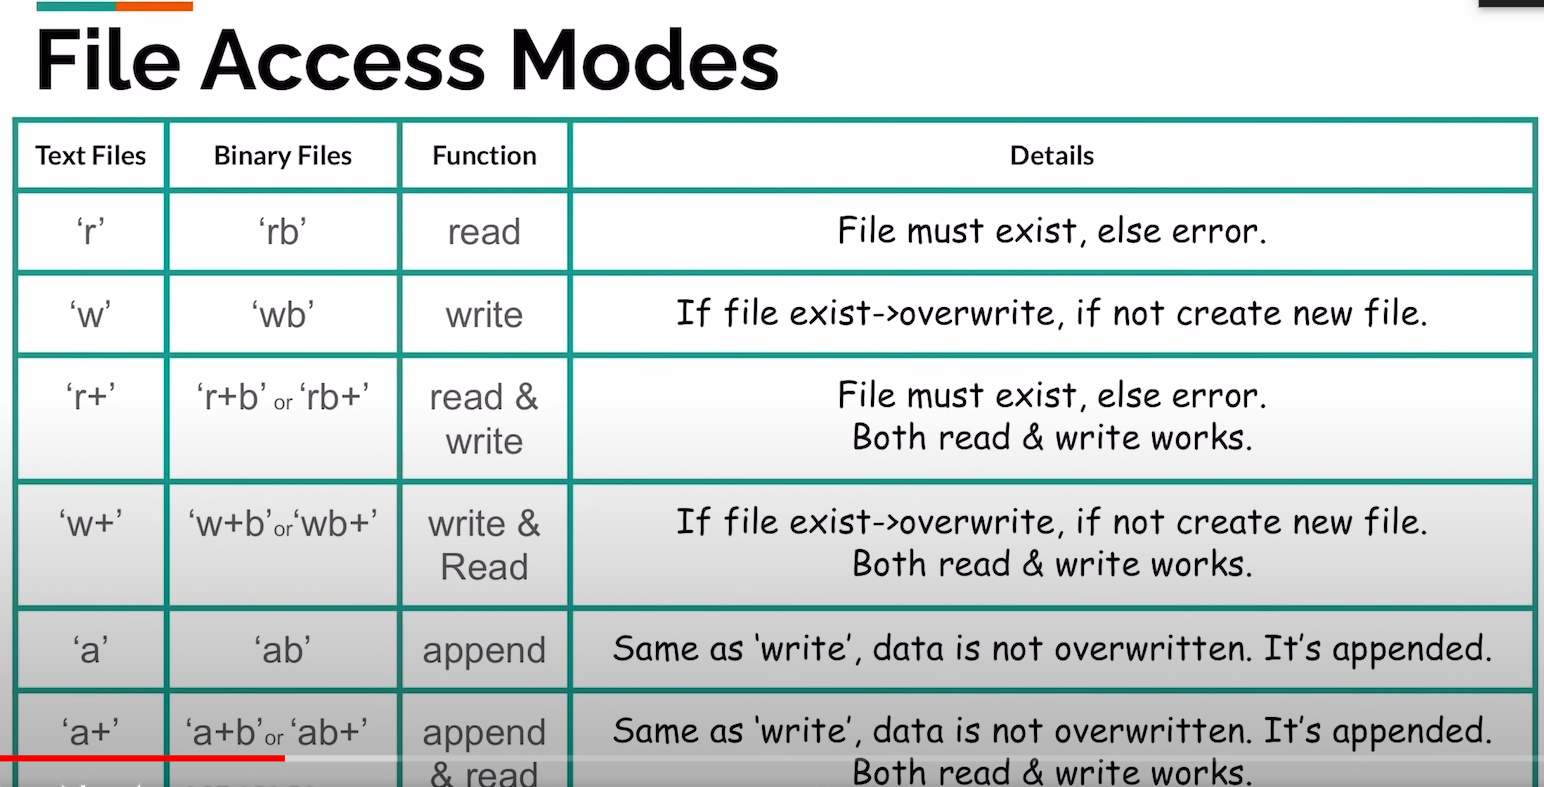 File Access Modes
Text Files Binary Files Function Details
‘r’ ‘rb’ read File must exist, else error.
‘w’ ‘wb’ write If file exist->overwrite, if not create new file.
‘r+’ ‘r+b’ or ‘rb+’ read & write File must exist, else error.
Both read & write works.
‘w+’ ‘w+b’or‘wb+’ write & Read If file exist->overwrite, if not create new file.
Both read & write works.
‘a’ ‘ab’ append Same as ‘write’, data is not overwritten. It’s appended.
‘a+’ ‘a+b’or ‘ab+’ append & read Same as ‘write’, data is not overwritten. It’s appended.
Both read & write works.